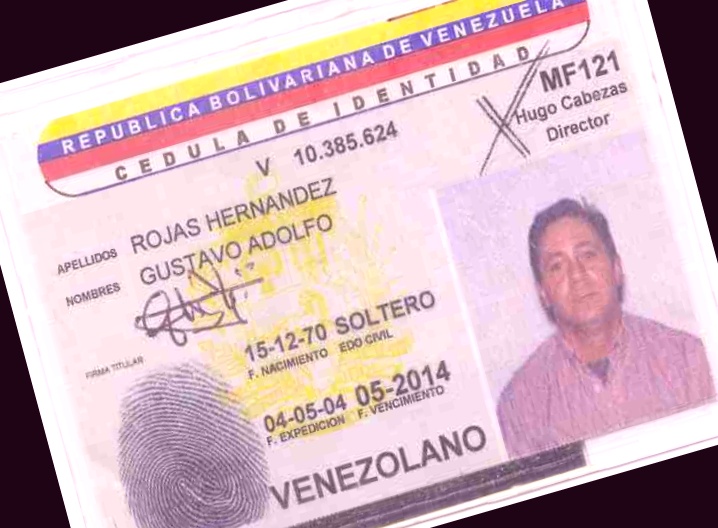 REPUBLICA BOLIVARIANA DE VENEZUELA
CEDULA DE IDENTIDAD
V 10.385.624
MF121
Hugo Cabezas
Director
APELLIDOS ROJAS HERNANDEZ
NOMBRES GUSTAVO ADOLFO
FIRMA TITULAR
15-12-70 SOLTERO
F. NACIMIENTO EDO CIVIL
04-05-04 05-2014
F. EXPEDICION F. VENCIMIENTO
VENEZOLANO